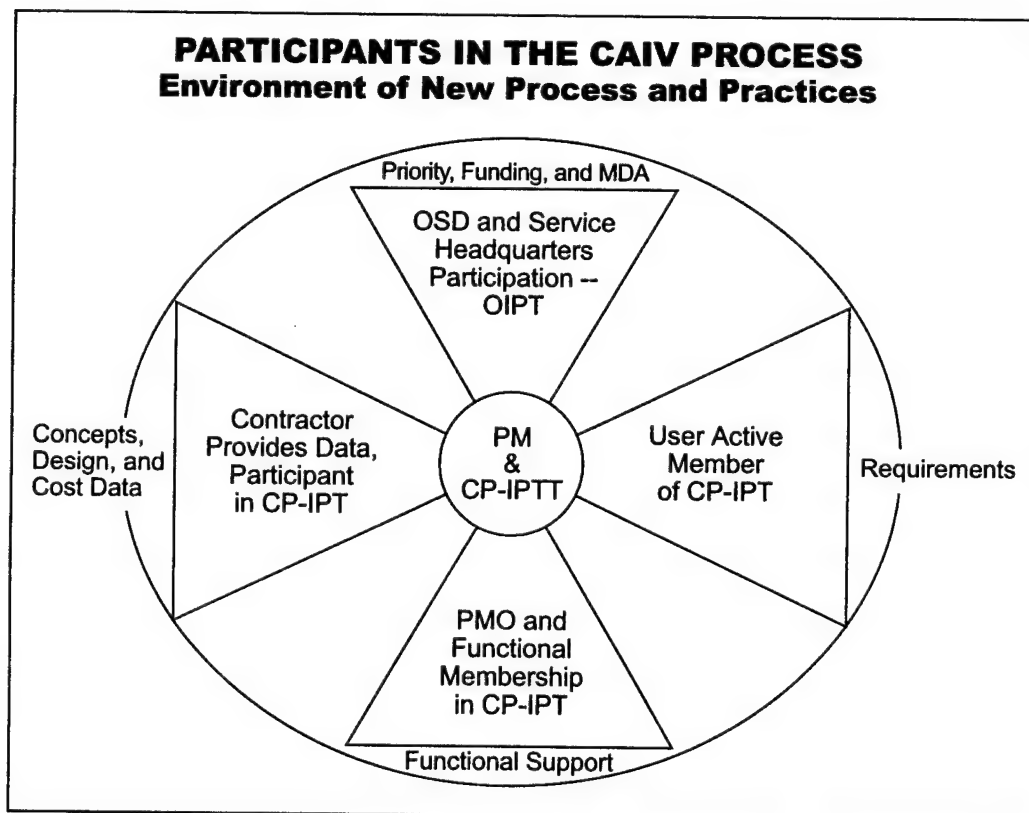 PARTICIPANTS IN THE CAIV PROCESS
Environment of New Process and Practices
Priority, Funding, and MDA
OSD and Service
Headquarters
Participation --
OIPT
Concepts,
Design, and
Cost Data
Contractor
Provides Data,
Participant
in CP-IPT
PM
&
CP-IPTT
User Active
Member
of CP-IPT
Requirements
PMO and
Functional
Membership
in CP-IPT
Functional Support